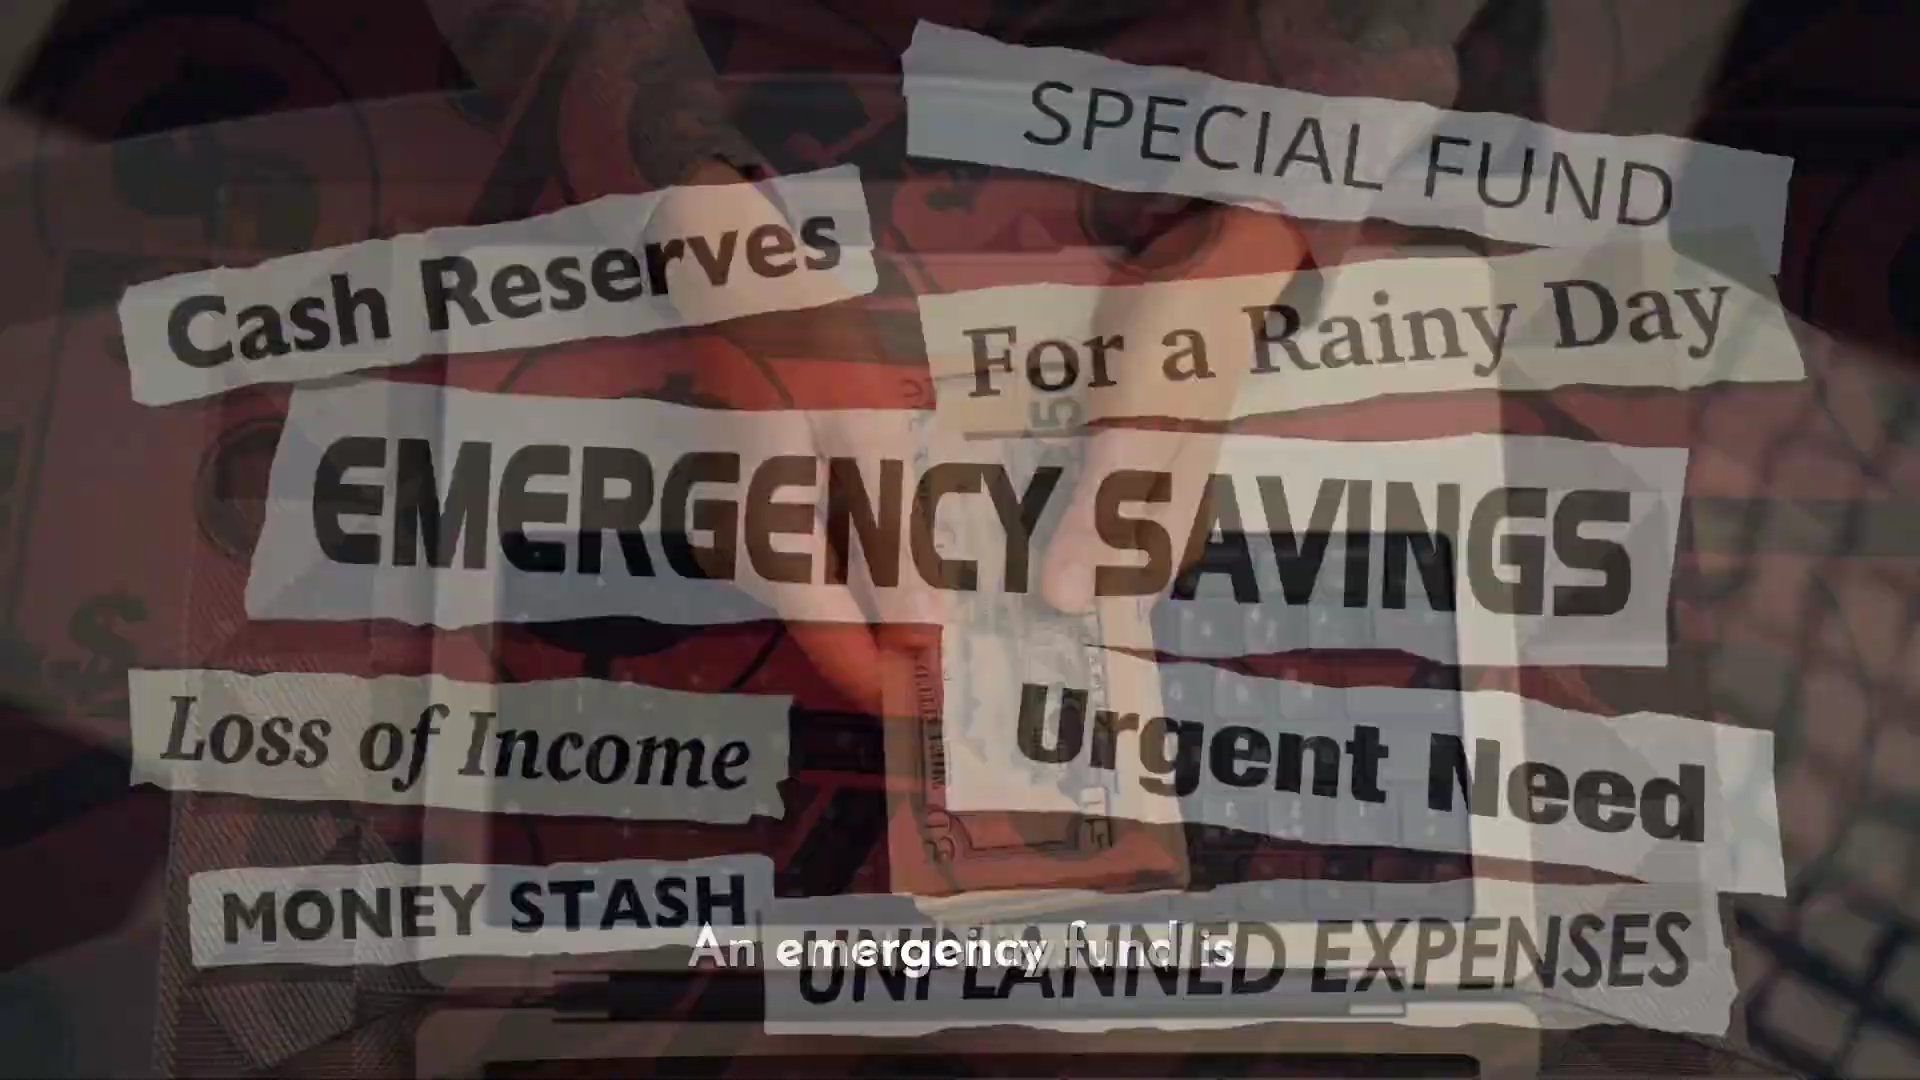 SPECIAL FUND
Cash Reserves
For a Rainy Day
EMERGENCY SAVINGS
Loss of Income
Urgent Need
MONEY STASH
UNPLANNED EXPENSES
An emergency fund is
$